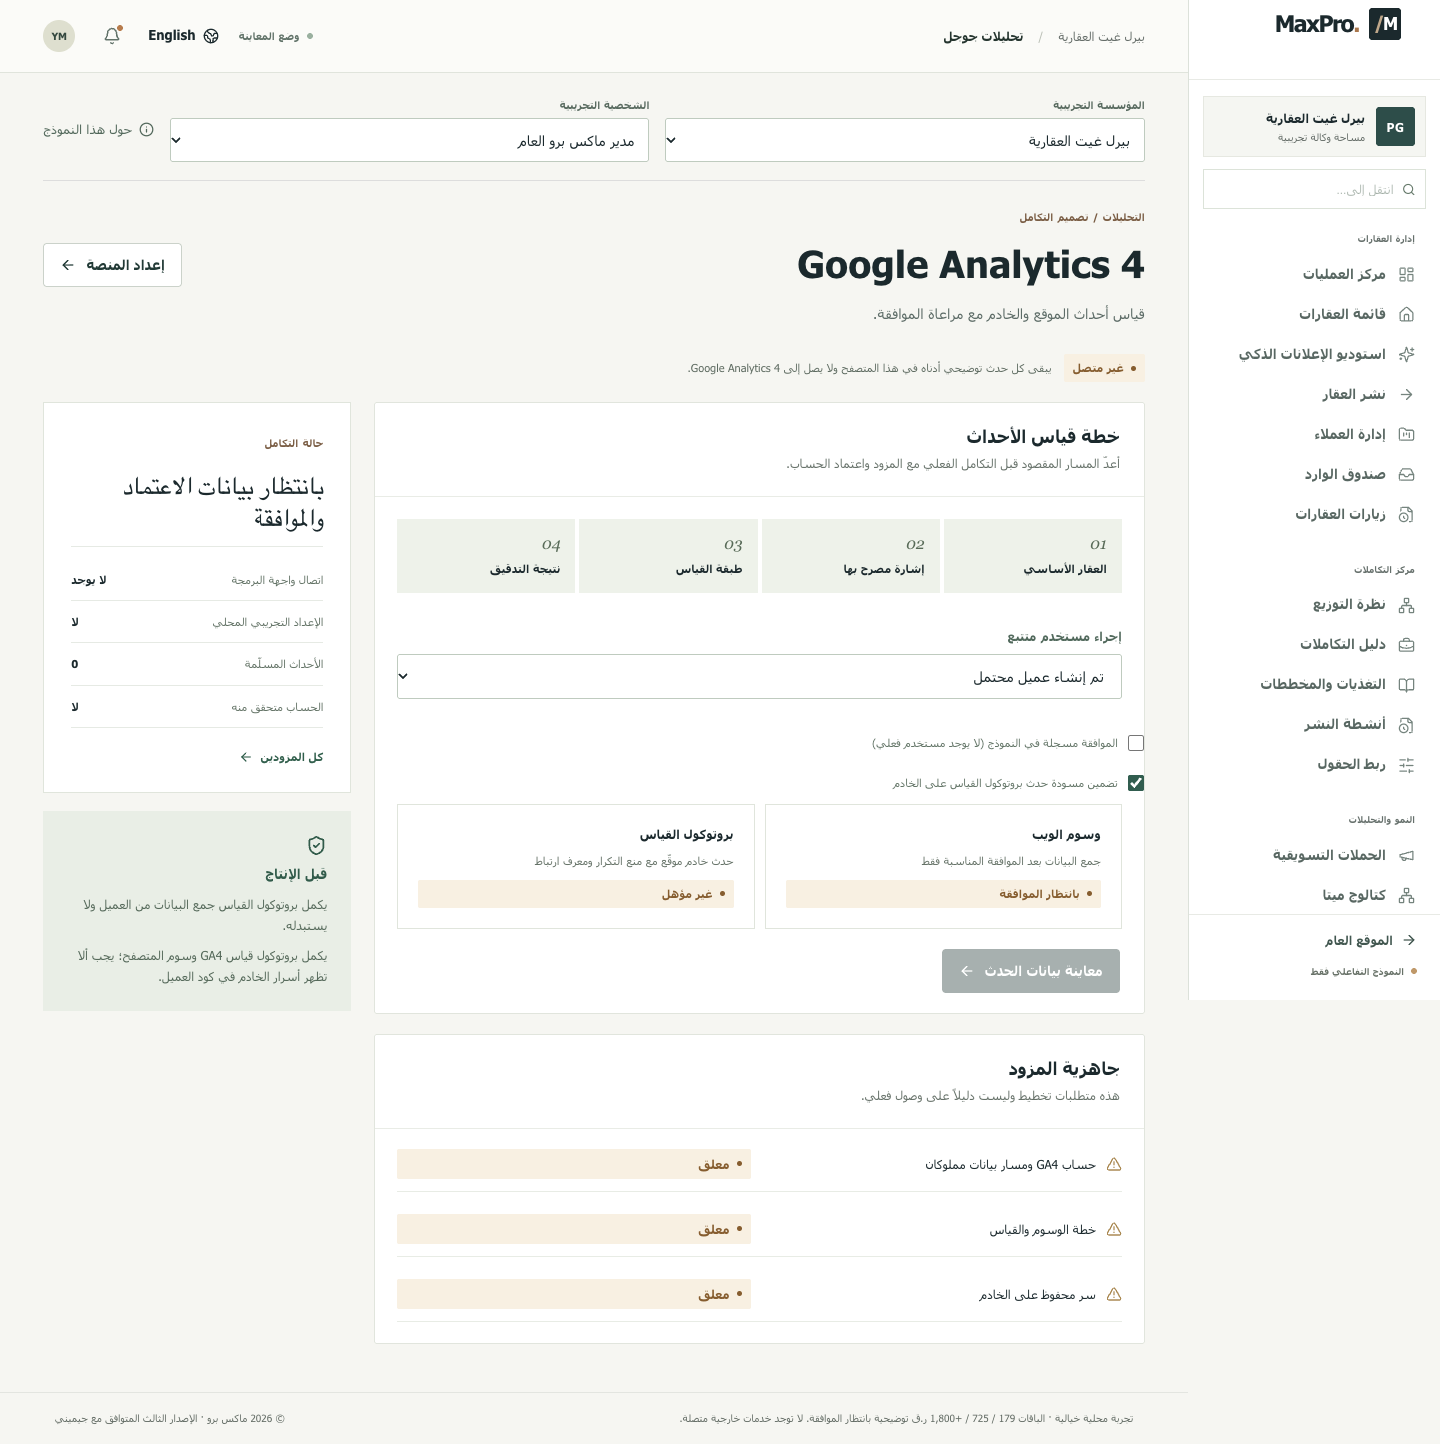 MaxPro. /M
PG
بيرل غيت العقارية
مساحة وكالة تجريبية
انتقل إلى...
إدارة العقارات
مركز العمليات
قائمة العقارات
استوديو الإعلانات الذكي
نشر العقار
إدارة العملاء
صندوق الوارد
زيارات العقارات
مركز التكاملات
نظرة التوزيع
دليل التكاملات
التغذيات والمخططات
أنشطة النشر
ربط الحقول
النمو والتحليلات
الحملات التسويقية
كتالوج ميتا
الموقع العام
النموذج التفاعلي فقط
بيرل غيت العقارية / تحليلات جوجل
وضع المعاينة
English
YM
المؤسسة التجريبية
بيرل غيت العقارية
الشخصية التجريبية
مدير ماكس برو العام
حول هذا النموذج
التحليلات / تصميم التكامل
Google Analytics 4
إعداد المنصة
قياس أحداث الموقع والخادم مع مراعاة الموافقة.
غير متصل
يبقى كل حدث توضيحي أدناه في هذا المتصفح ولا يصل إلى Google Analytics 4.
خطة قياس الأحداث
أعدّ المسار المقصود قبل التكامل الفعلي مع المزود واعتماد الحساب.
01
العقار الأساسي
02
إشارة مصرح بها
03
طبقة القياس
04
نتيجة التدقيق
إجراء مستخدم متتبع
تم إنشاء عميل محتمل
الموافقة مسجلة في النموذج (لا يوجد مستخدم فعلي)
تضمين مسودة حدث بروتوكول القياس على الخادم
وسوم الويب
جمع البيانات بعد الموافقة المناسبة فقط
بانتظار الموافقة
بروتوكول القياس
حدث خادم موقّع مع منع التكرار ومعرف ارتباط
غير مؤهل
معاينة بيانات الحدث
جاهزية المزود
هذه متطلبات تخطيط وليست دليلاً على وصول فعلي.
حساب GA4 ومسار بيانات مملوكان
معلق
خطة الوسوم والقياس
معلق
سر محفوظ على الخادم
معلق
حالة التكامل
بانتظار بيانات الاعتماد
والموافقة
اتصال واجهة البرمجة
لا يوجد
الإعداد التجريبي المحلي
لا
الأحداث المسلّمة
0
الحساب متحقق منه
لا
كل المزودين
قبل الإنتاج
يكمل بروتوكول القياس جمع البيانات من العميل ولا
يستبدله.
يكمل بروتوكول قياس GA4 وسوم المتصفح؛ يجب ألا
تظهر أسرار الخادم في كود العميل.
تجربة محلية خيالية · الباقات 179 / 725 / +1,800 ر.ق توضيحية بانتظار الموافقة. لا توجد خدمات خارجية متصلة.
© 2026 ماكس برو · الإصدار الثالث المتوافق مع جيميني